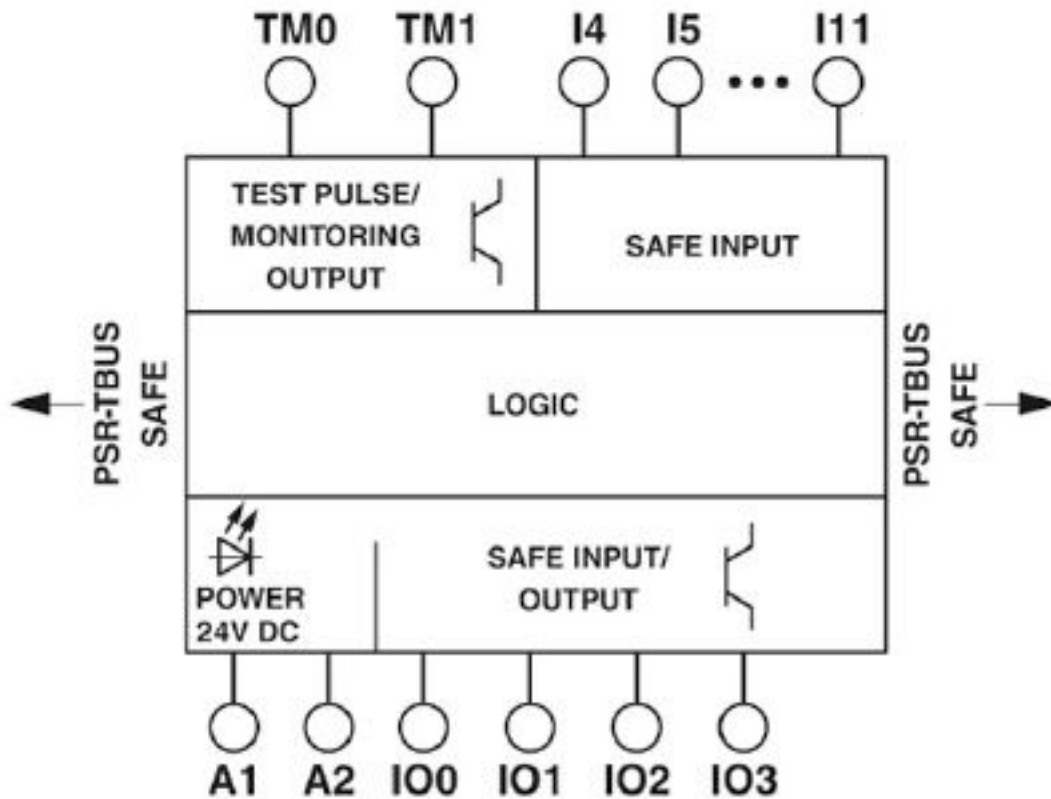 TM0 TM1 I4 I5 ••• I11
TEST PULSE/
MONITORING
OUTPUT
SAFE INPUT
PSR-TBUS
SAFE
LOGIC
PSR-TBUS
SAFE
POWER
24V DC
SAFE INPUT/
OUTPUT
A1 A2 IO0 IO1 IO2 IO3